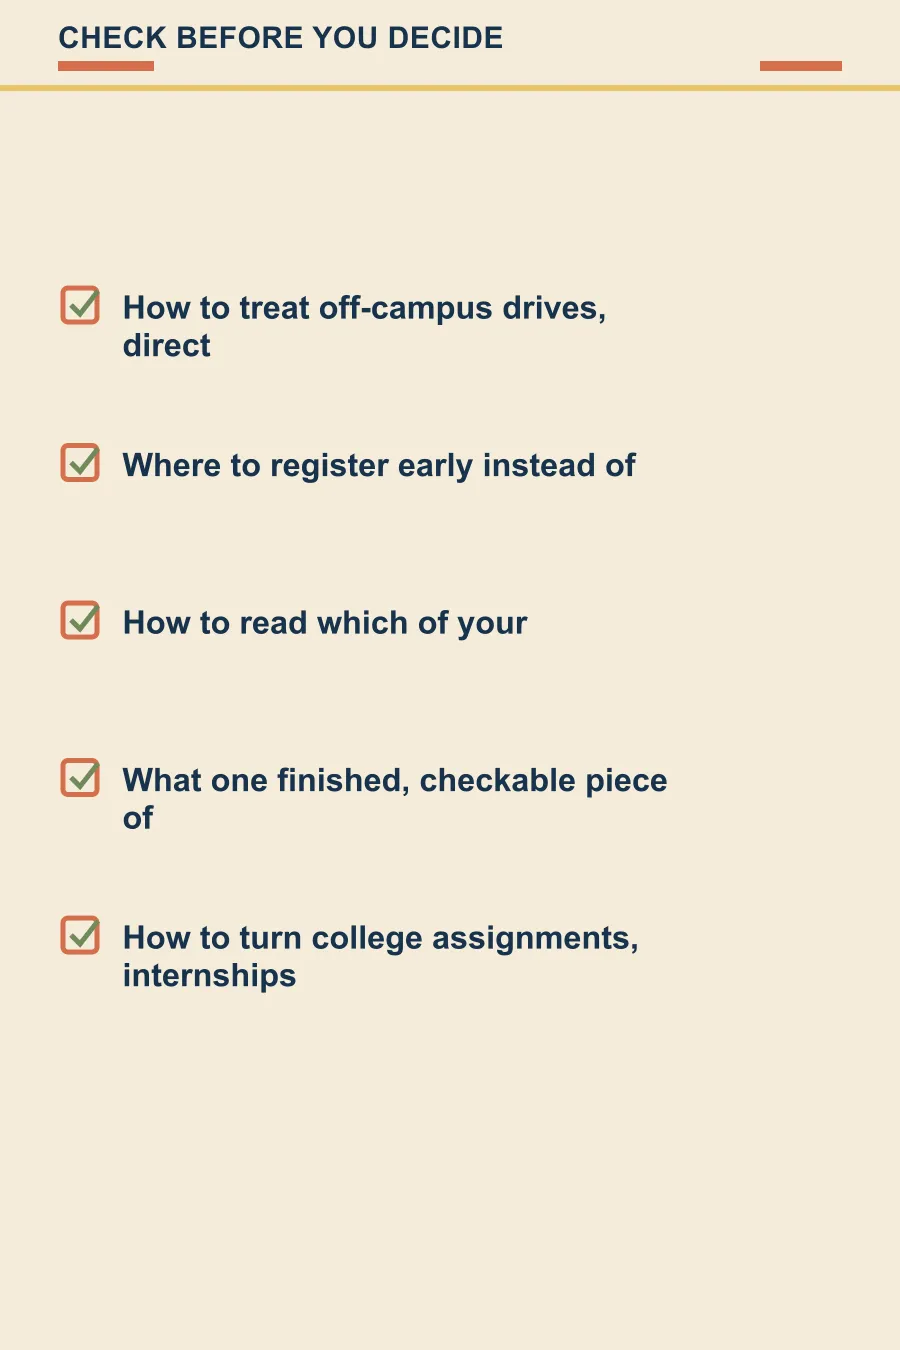 CHECK BEFORE YOU DECIDE
How to treat off-campus drives,
direct
Where to register early instead of
How to read which of your
What one finished, checkable piece
of
How to turn college assignments,
internships